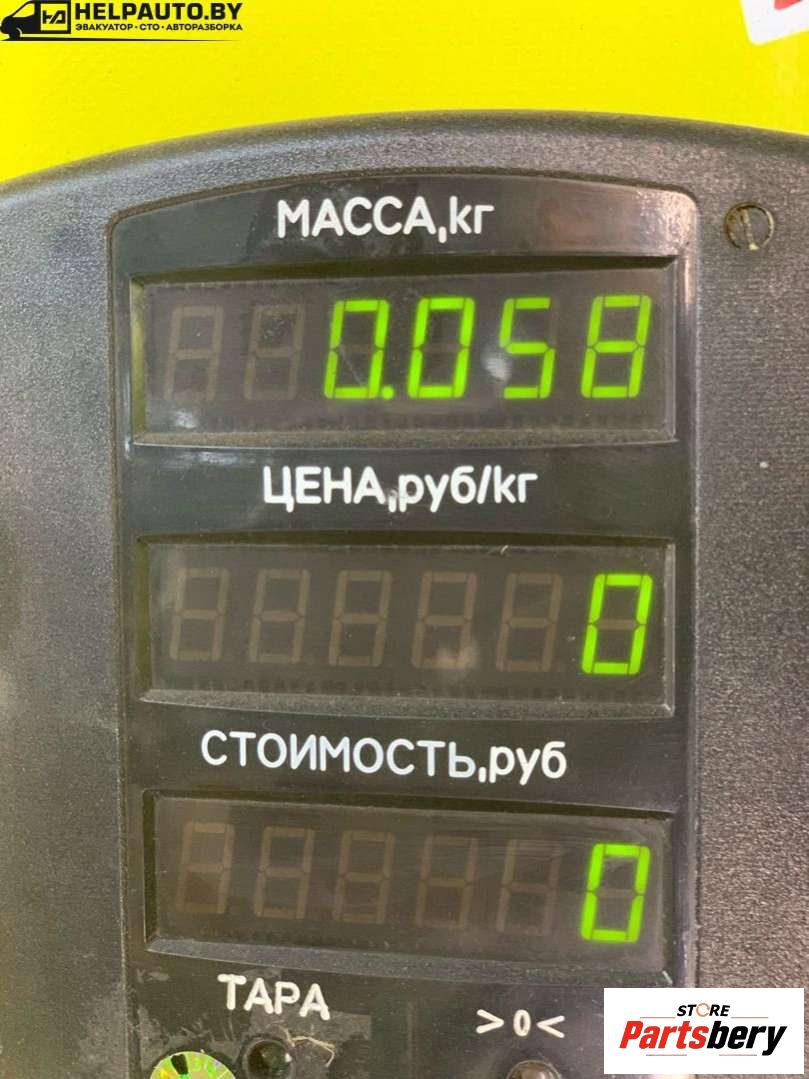 HELPAUTO.BY
ЭВАКУАТОР • СТО • АВТОРАЗБОРКА
МАССА,кг
0.058
ЦЕНА,руб/кг
0
СТОИМОСТЬ,руб
0
ТАРА
>0<
STORE
Partsbery